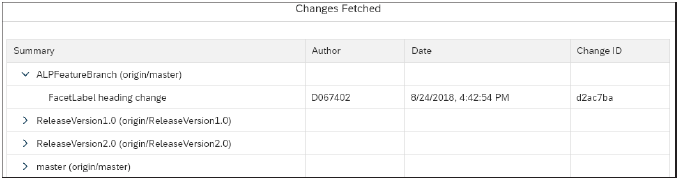 Changes Fetched
Summary Author Date Change ID
ALPFeatureBranch (origin/master)
FacetLabel heading change D067402 8/24/2018, 4:42:54 PM d2ac7ba
ReleaseVersion1.0 (origin/ReleaseVersion1.0)
ReleaseVersion2.0 (origin/ReleaseVersion2.0)
master (origin/master)